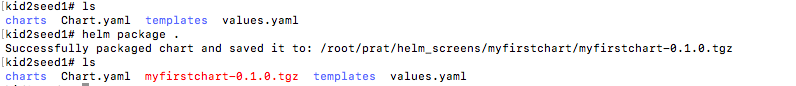 [kid2seed1# ls
charts Chart.yaml templates values.yaml
[kid2seed1# helm package .
Successfully packaged chart and saved it to: /root/prat/helm_screens/myfirstchart/myfirstchart-0.1.0.tgz
[kid2seed1# ls
charts Chart.yaml myfirstchart-0.1.0.tgz templates values.yaml